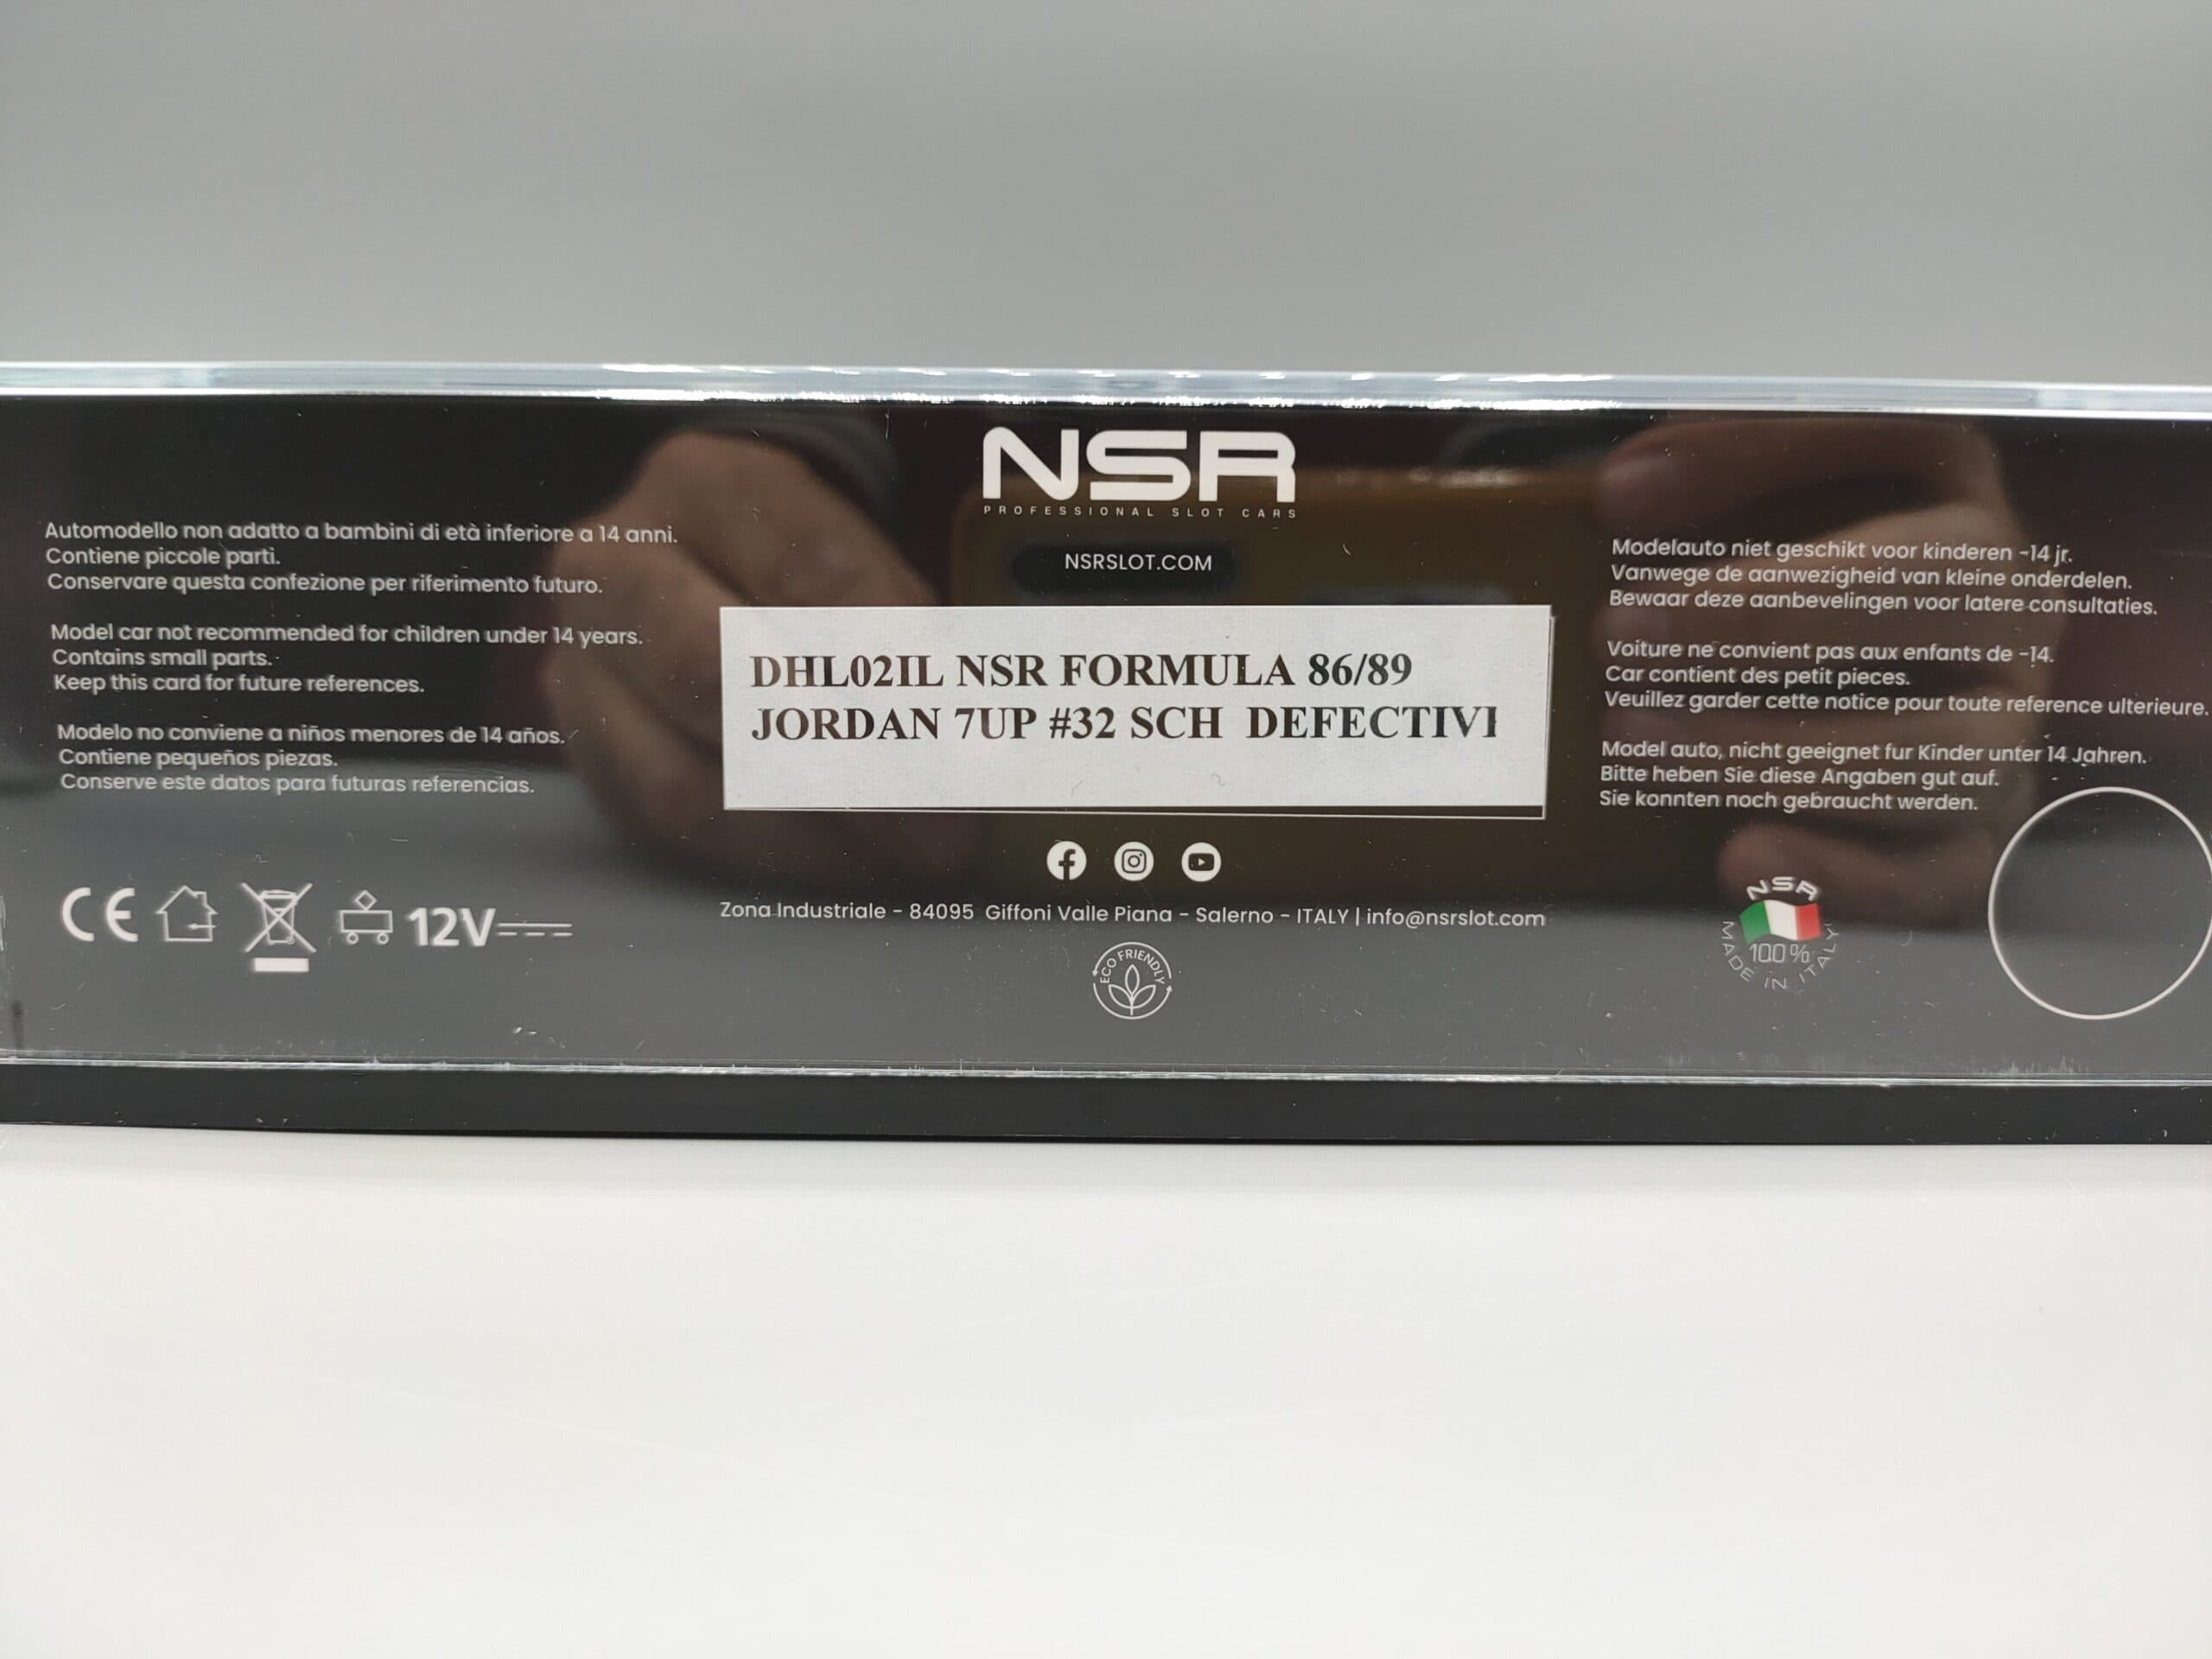 NSR
PROFESSIONAL SLOT CARS
NSRSLOT.COM
Automodello non adatto a bambini di età inferiore a 14 anni.
Contiene piccole parti.
Conservare questa confezione per riferimento futuro.
Model car not recommended for children under 14 years.
Contains small parts.
Keep this card for future references.
Modelo no conviene a niños menores de 14 años.
Contiene pequeños piezas.
Conserve este datos para futuras referencias.
CE 12V
DHL02IL NSR FORMULA 86/89
JORDAN 7UP #32 SCH DEFECTIVI
Zona Industriale - 84095 Giffoni Valle Piana - Salerno - ITALY | info@nsrslot.com
ECO FRIENDLY
Modelauto niet geschikt voor kinderen -14 jr.
Vanwege de aanwezigheid van kleine onderdelen.
Bewaar deze aanbevelingen voor latere consultaties.
Voiture ne convient pas aux enfants de -14.
Car contient des petit pieces.
Veuillez garder cette notice pour toute reference ulterieure.
Model auto, nicht geeignet fur Kinder unter 14 Jahren.
Bitte heben Sie diese Angaben gut auf.
Sie konnten noch gebraucht werden.
NSR
100%
MADE IN ITALY